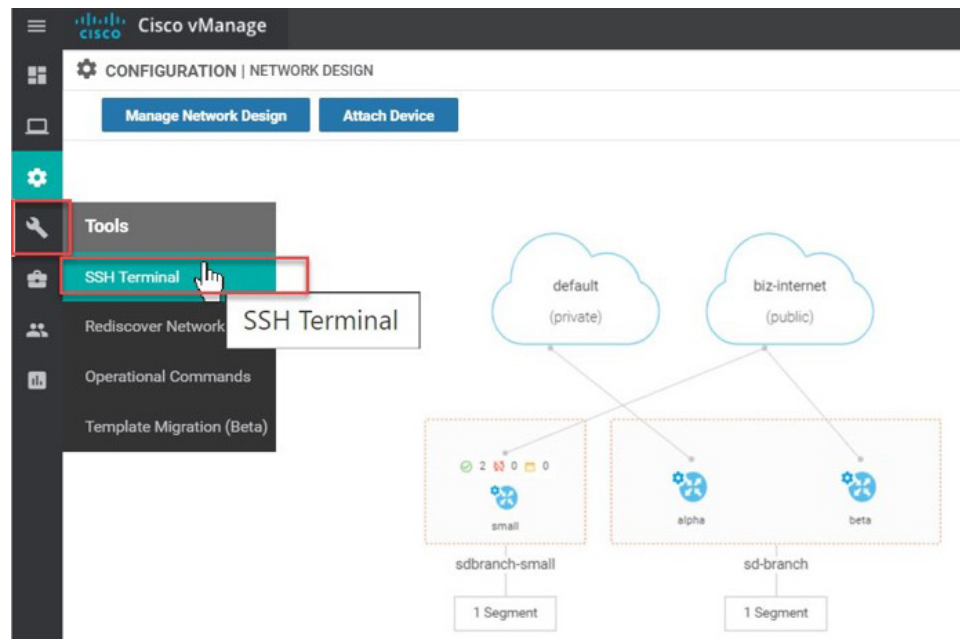 cisco Cisco vManage
CONFIGURATION | NETWORK DESIGN
Manage Network Design Attach Device
Tools
SSH Terminal
SSH Terminal
Rediscover Network
Operational Commands
Template Migration (Beta)
default
(private)
biz-internet
(public)
2 0 0
small
alpha
beta
sdbranch-small
sd-branch
1 Segment
1 Segment